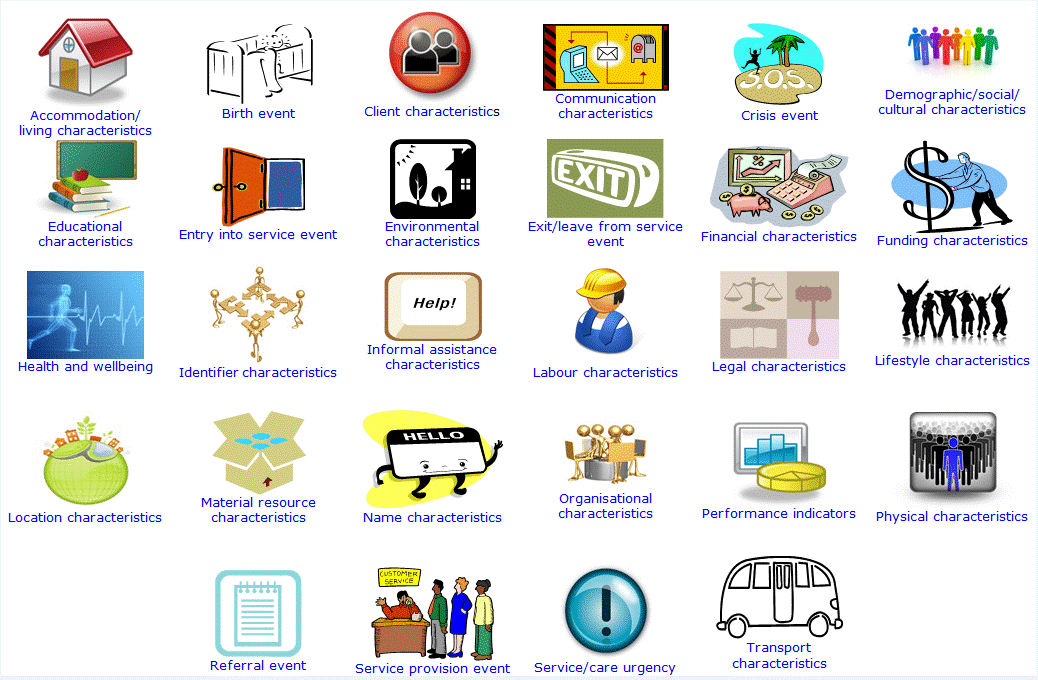 Accommodation/
living characteristics
Birth event
Client characteristics
@
Communication
characteristics
S.O.S.
Crisis event
Demographic/social/
cultural characteristics
Educational
characteristics
Entry into service event
Environmental
characteristics
EXIT
Exit/leave from service
event
%
$
$
$
$
Financial characteristics
$
Funding characteristics
Health and wellbeing
Identifier characteristics
Help!
Informal assistance
characteristics
Labour characteristics
Legal characteristics
Lifestyle characteristics
Location characteristics
Material resource
characteristics
HELLO
Name characteristics
Organisational
characteristics
Performance indicators
Physical characteristics
Referral event
CUSTOMER
SERVICE
Service provision event
!
Service/care urgency
Transport
characteristics